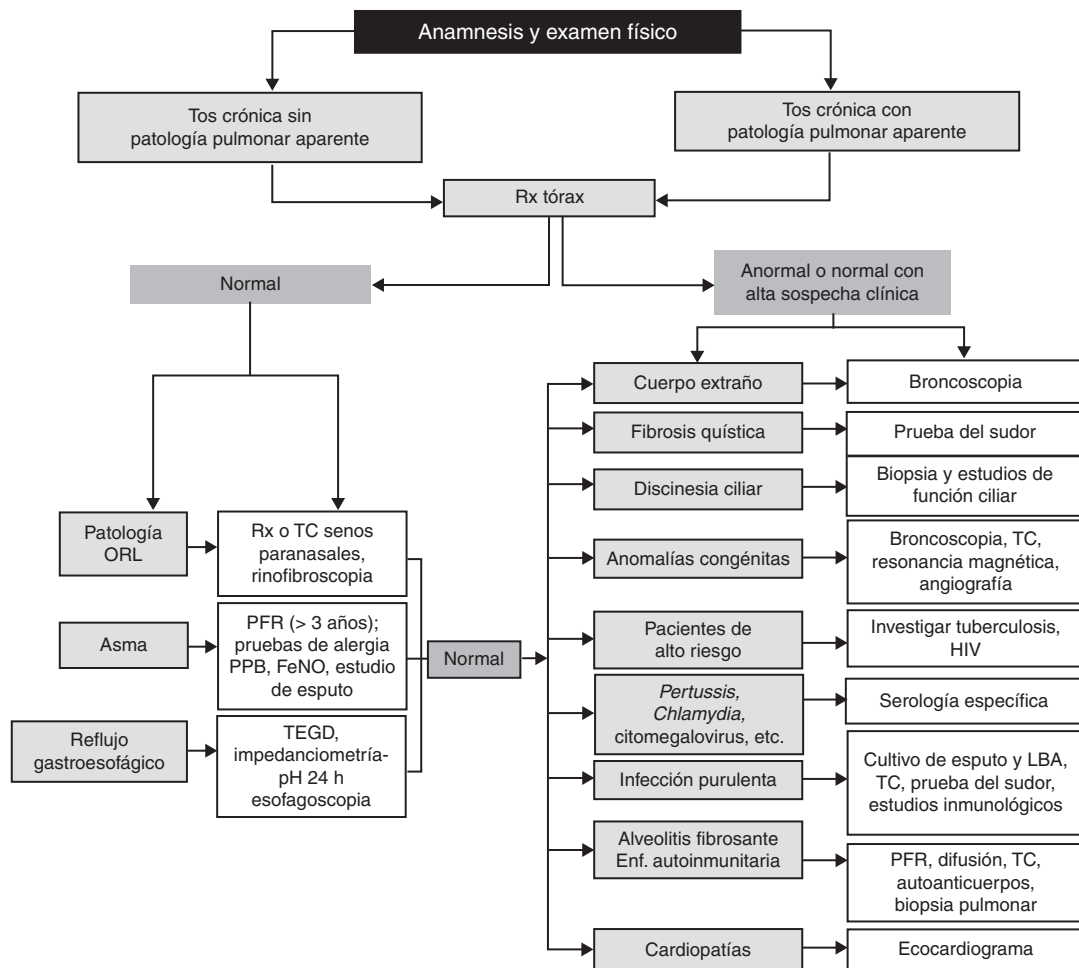 Anamnesis y examen físico
Tos crónica sin
patología pulmonar aparente
Tos crónica con
patología pulmonar aparente
Rx tórax
Normal
Anormal o normal con
alta sospecha clínica
Cuerpo extraño
Broncoscopia
Fibrosis quística
Prueba del sudor
Discinesia ciliar
Biopsia y estudios de
función ciliar
Patología
ORL
Rx o TC senos
paranasales,
rinofibroscopia
Anomalías congénitas
Broncoscopia, TC,
resonancia magnética,
angiografía
Asma
PFR (> 3 años);
pruebas de alergia
PPB, FeNO, estudio
de esputo
Normal
Pacientes de
alto riesgo
Investigar tuberculosis,
HIV
Pertussis,
Chlamydia,
citomegalovirus, etc.
Serología específica
Reflujo
gastroesofágico
TEGD,
impedanciometría-
pH 24 h
esofagoscopia
Infección purulenta
Cultivo de esputo y LBA,
TC, prueba del sudor,
estudios inmunológicos
Alveolitis fibrosante
Enf. autoinmunitaria
PFR, difusión, TC,
autoanticuerpos,
biopsia pulmonar
Cardiopatías
Ecocardiograma